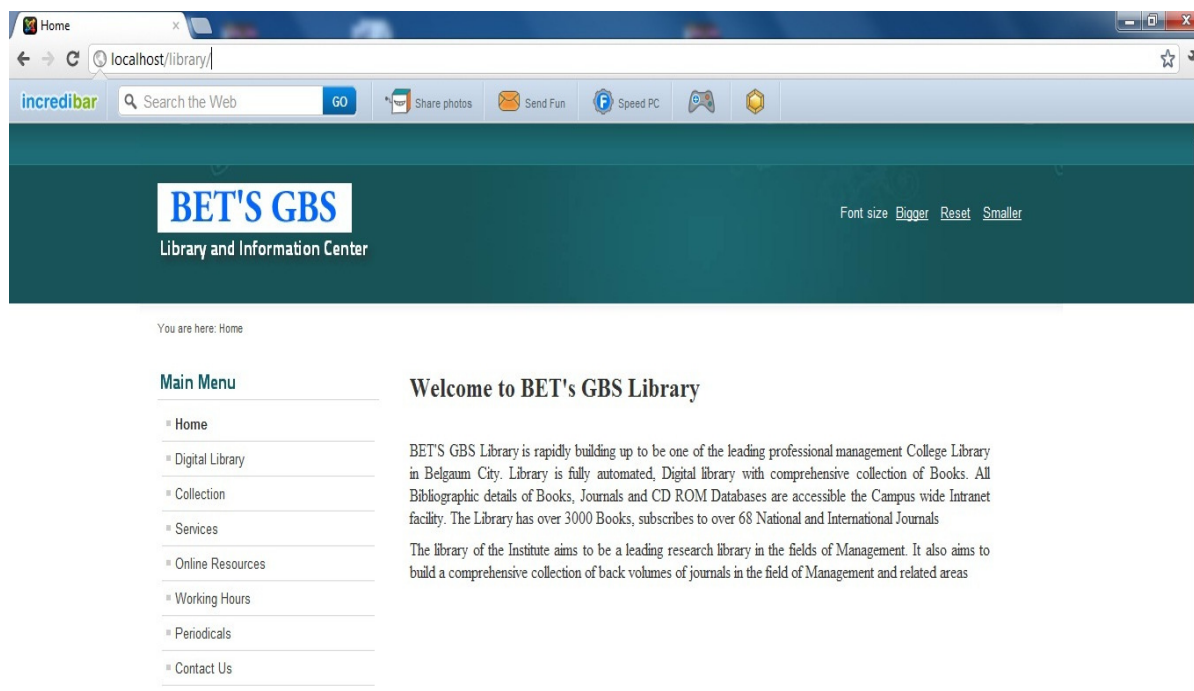 Home
localhost/library/
incredibar Search the Web GO Share photos Send Fun Speed PC
BET'S GBS
Library and Information Center
Font size Bigger Reset Smaller
You are here: Home
Main Menu
Home
Digital Library
Collection
Services
Online Resources
Working Hours
Periodicals
Contact Us
Welcome to BET's GBS Library
BET'S GBS Library is rapidly building up to be one of the leading professional management College Library
in Belgaum City. Library is fully automated, Digital library with comprehensive collection of Books. All
Bibliographic details of Books, Journals and CD ROM Databases are accessible the Campus wide Intranet
facility. The Library has over 3000 Books, subscribes to over 68 National and International Journals
The library of the Institute aims to be a leading research library in the fields of Management. It also aims to
build a comprehensive collection of back volumes of journals in the field of Management and related areas